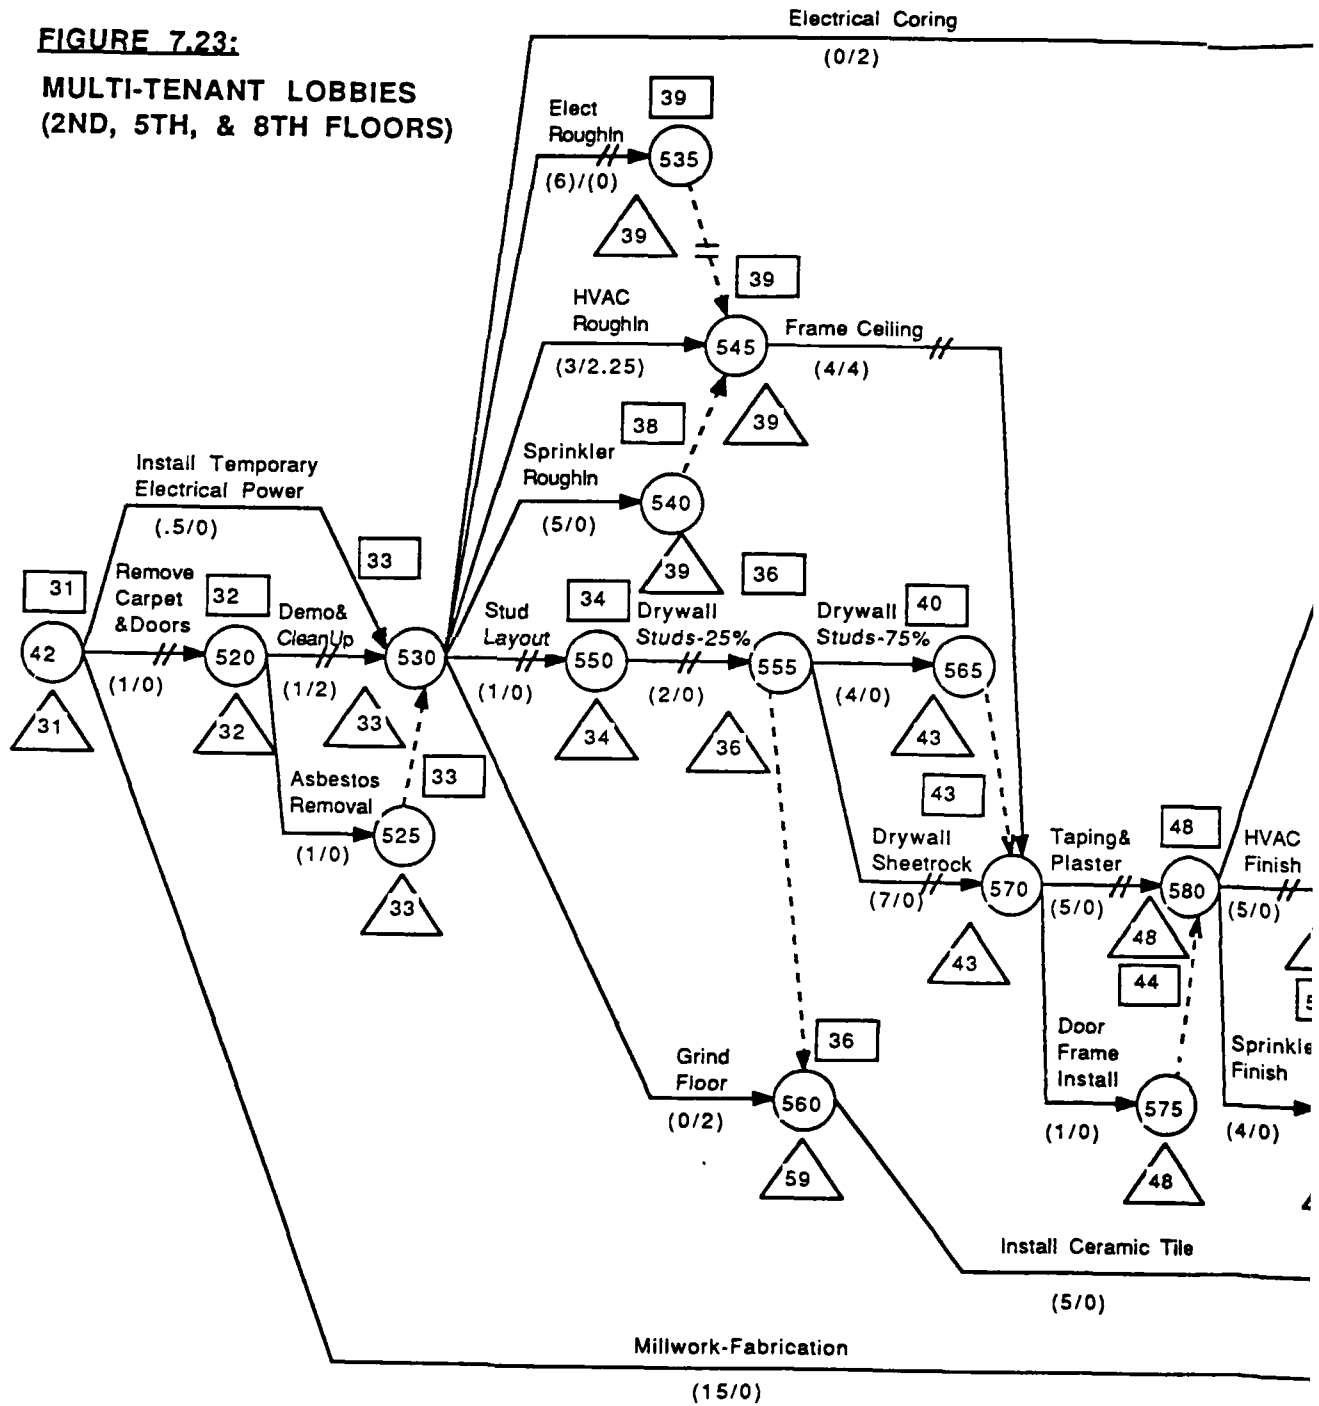 FIGURE 7.23:
MULTI-TENANT LOBBIES
(2ND, 5TH, & 8TH FLOORS)
Electrical Coring
(0/2)
Elect
RoughIn
(6)/(0)
39
535
39
HVAC
RoughIn
(3/2.25)
39
545
39
Frame Ceiling
(4/4)
Sprinkler
RoughIn
(5/0)
38
540
39
Install Temporary
Electrical Power
(.5/0)
31
42
31
Remove
Carpet
&Doors
(1/0)
32
520
32
Demo&
CleanUp
(1/2)
33
530
33
Asbestos
Removal
(1/0)
33
525
33
Stud
Layout
(1/0)
34
550
34
Drywall
Studs-25%
(2/0)
36
555
36
Drywall
Studs-75%
(4/0)
40
565
43
Drywall
Sheetrock
(7/0)
43
570
43
Taping&
Plaster
(5/0)
48
580
48
HVAC
Finish
(5/0)
Door
Frame
Install
(1/0)
44
575
48
Sprinkle
Finish
(4/0)
5
Grind
Floor
(0/2)
36
560
59
Install Ceramic Tile
(5/0)
Millwork-Fabrication
(15/0)